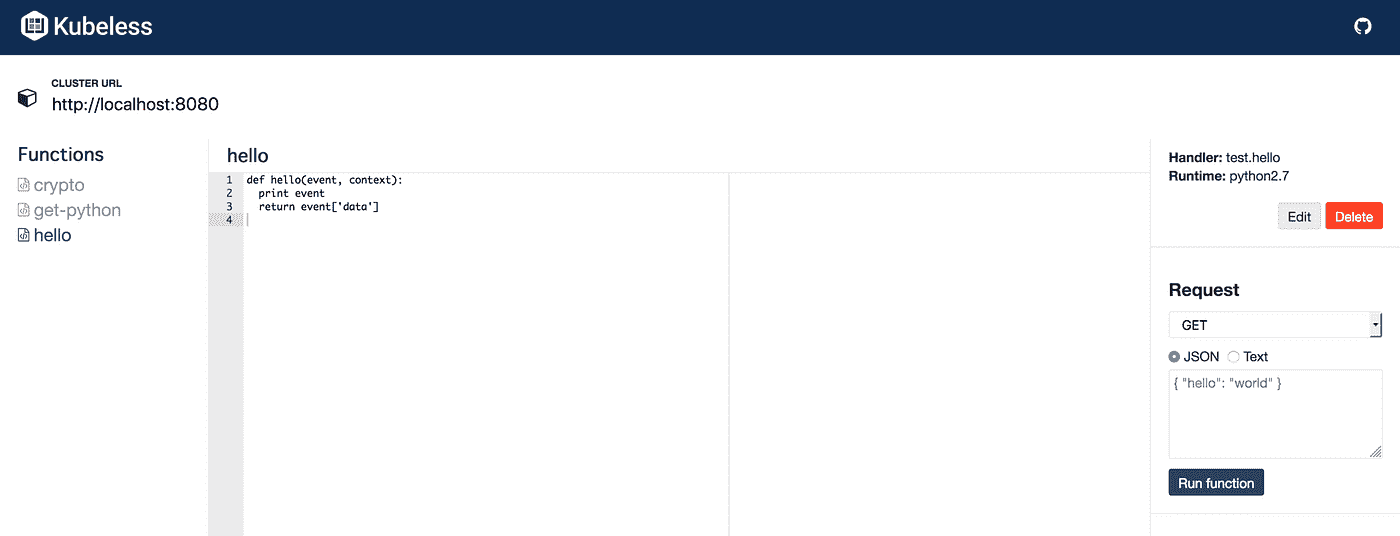 Kubeless
CLUSTER URL
http://localhost:8080
Functions
crypto
get-python
hello
hello
1 def hello(event, context):
2   print event
3   return event['data']
4
Handler: test.hello
Runtime: python2.7
Edit Delete
Request
GET
JSON Text
{ "hello": "world" }
Run function